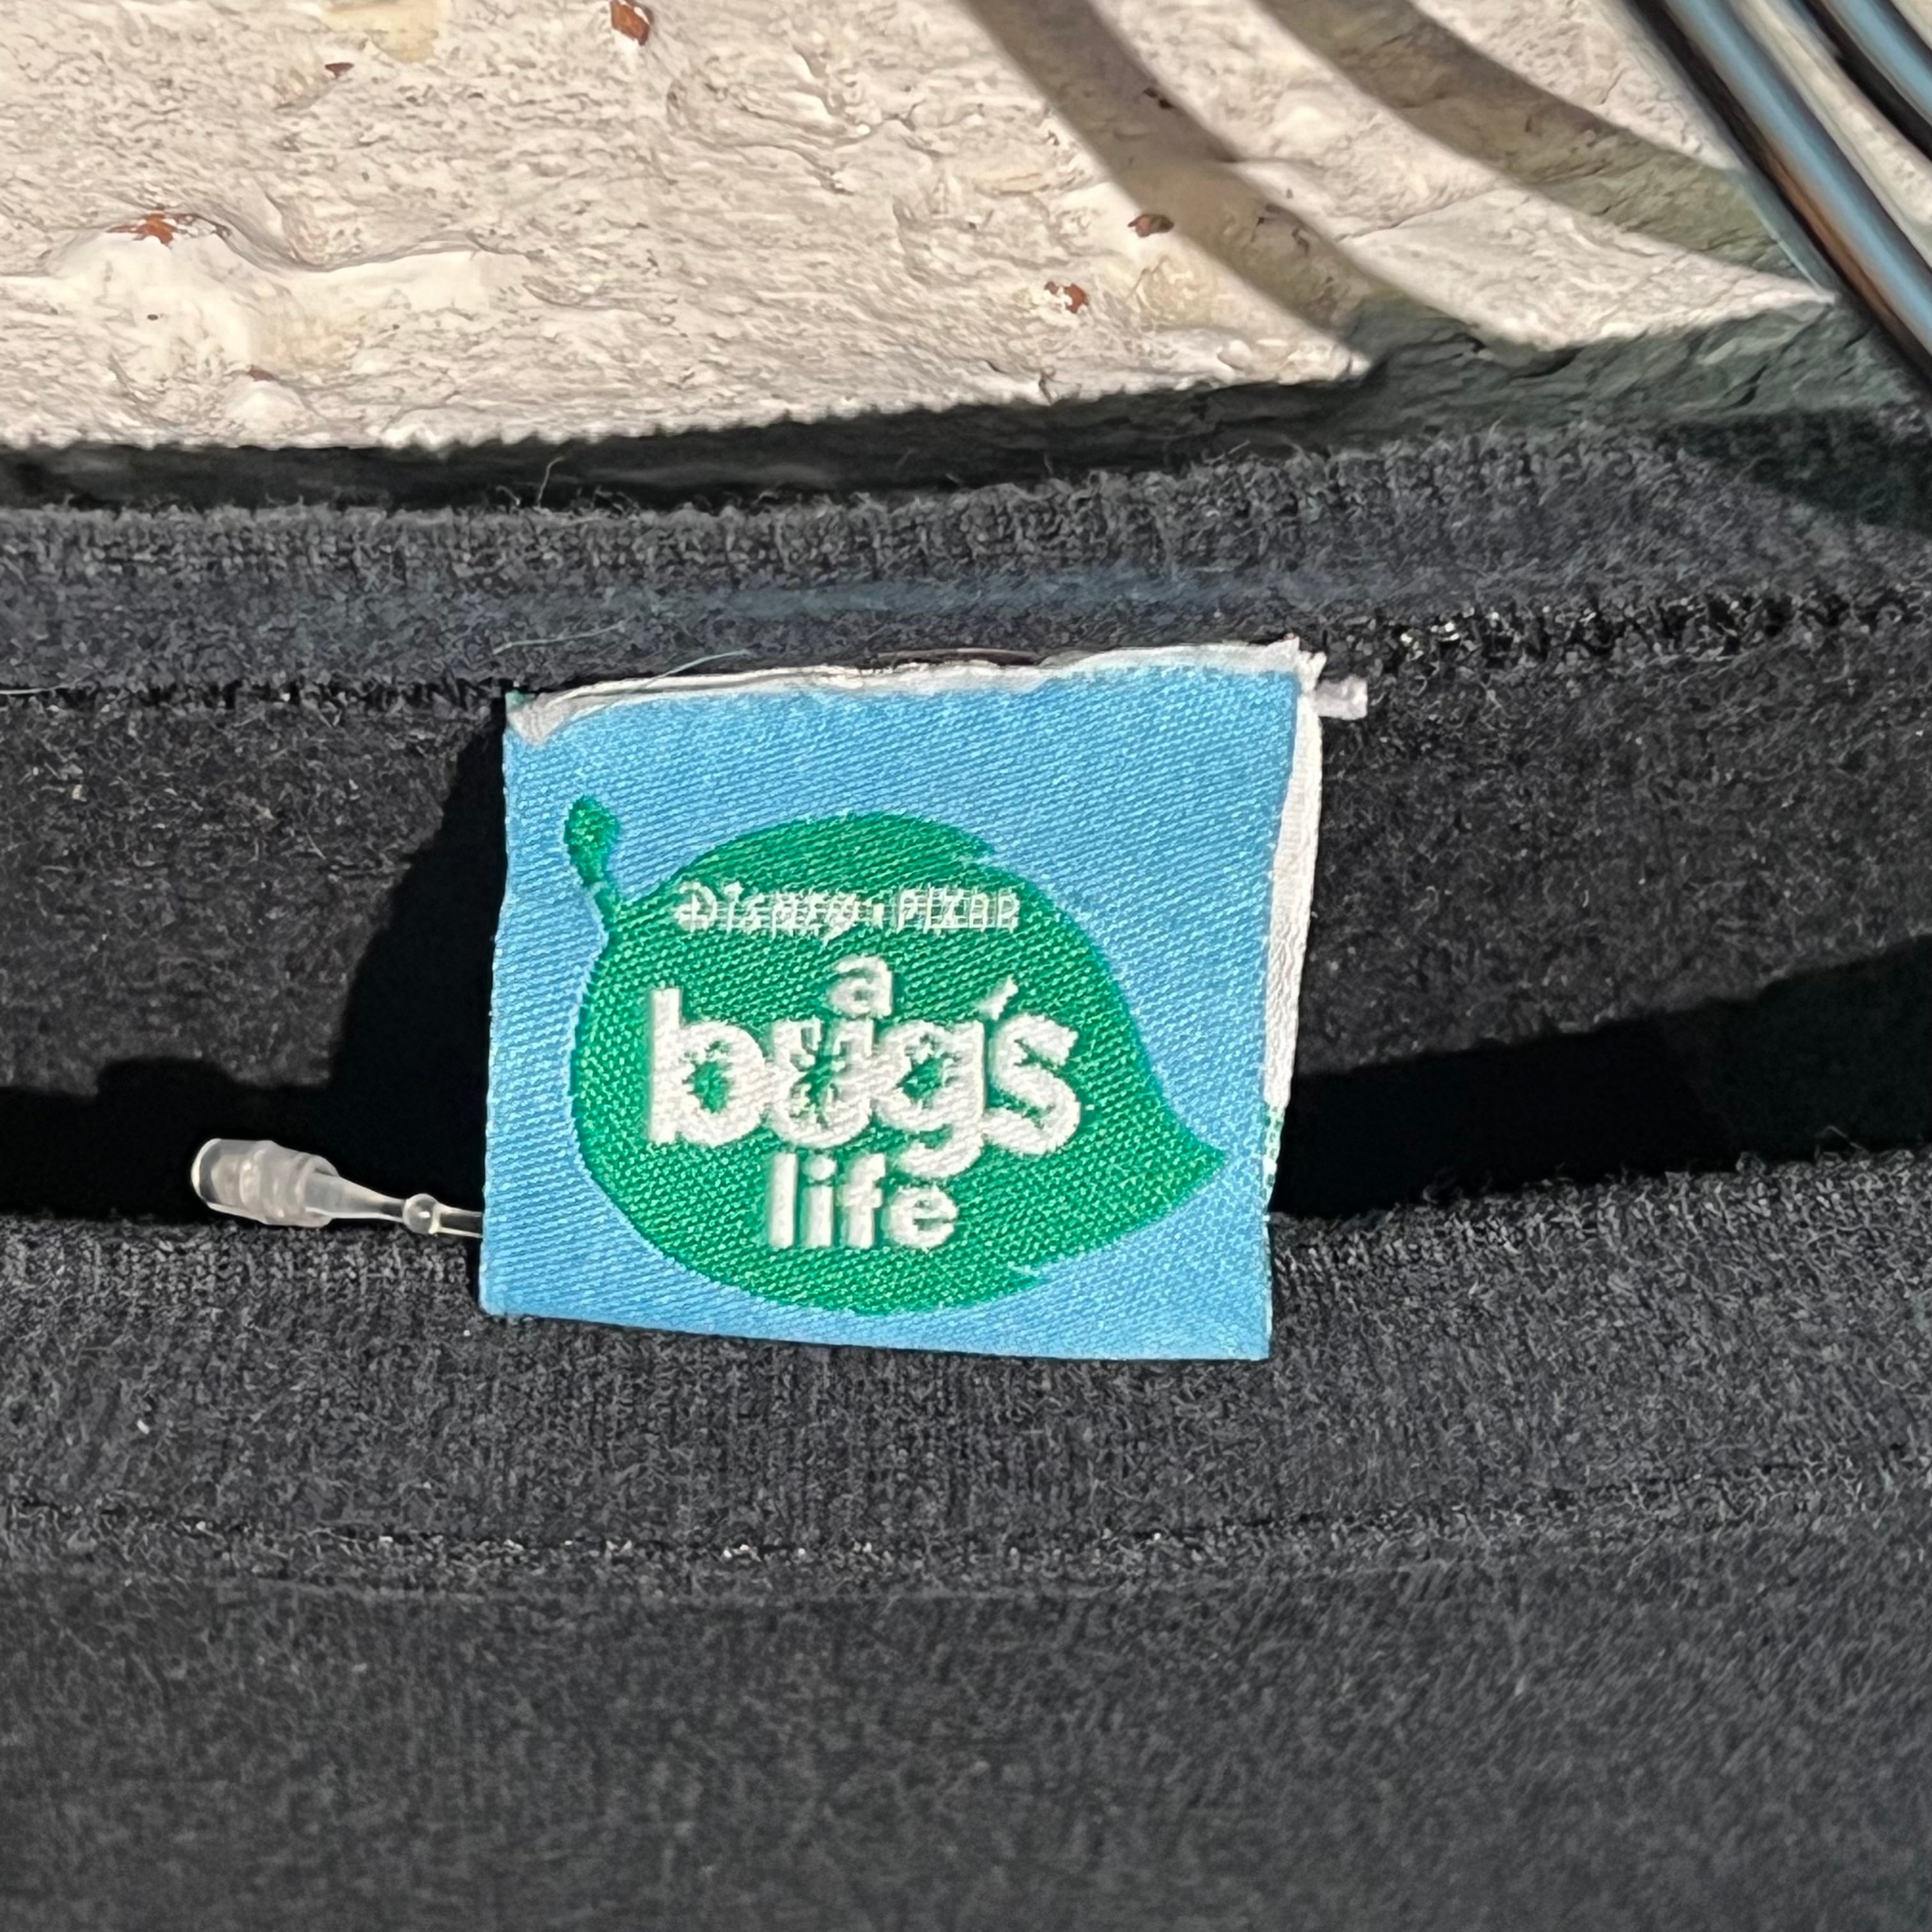 Disney · PIXAR
a
bug's
life